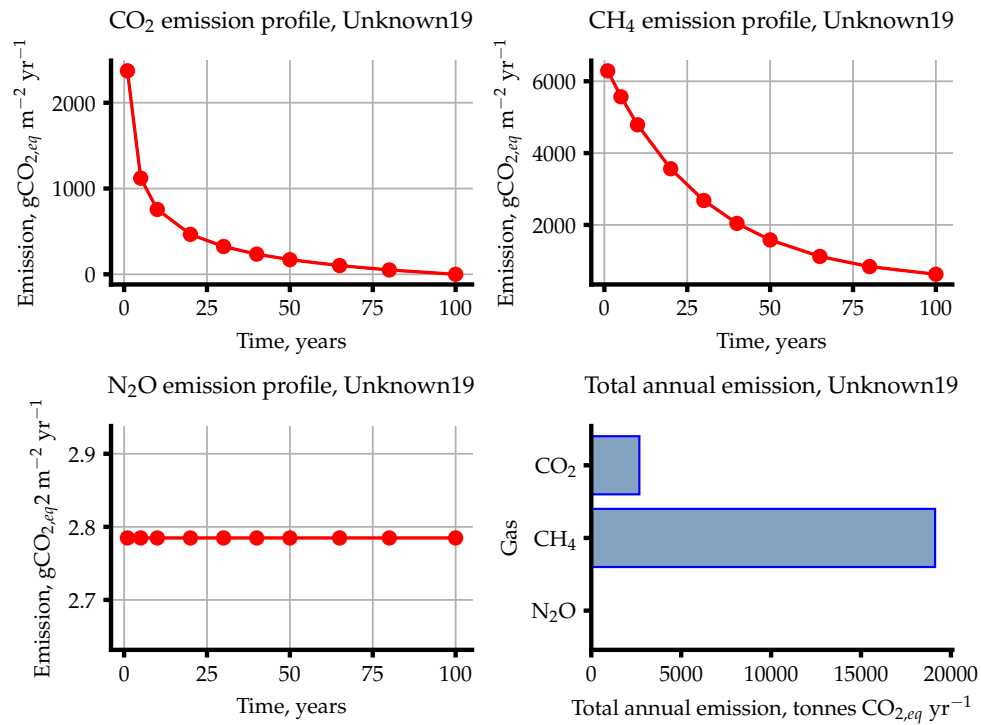 CO₂ emission profile, Unknown19
Emission, gCO₂,eq m⁻² yr⁻¹
2000
1000
0
0 25 50 75 100
Time, years
CH₄ emission profile, Unknown19
Emission, gCO₂,eq m⁻² yr⁻¹
6000
4000
2000
0 25 50 75 100
Time, years
N₂O emission profile, Unknown19
Emission, gCO₂,eq2 m⁻² yr⁻¹
2.9
2.8
2.7
0 25 50 75 100
Time, years
Total annual emission, Unknown19
Gas
CO₂
CH₄
N₂O
0 5000 10000 15000 20000
Total annual emission, tonnes CO₂,eq yr⁻¹